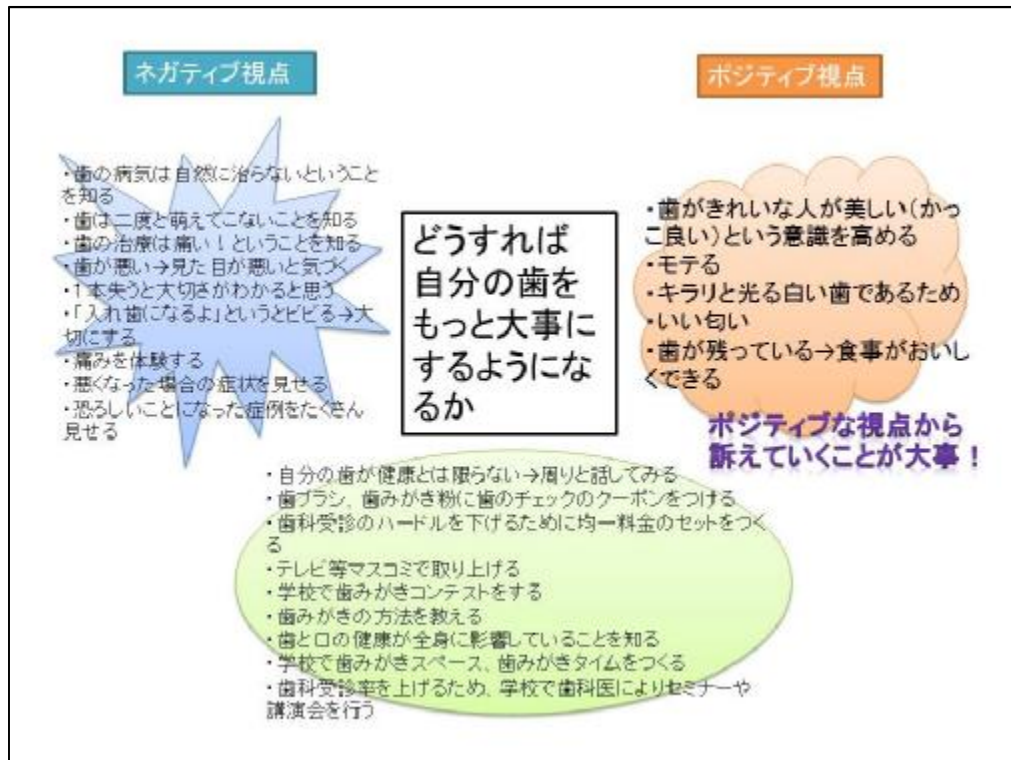 ネガティブ視点
・歯の病気は自然に治らないということ
を知る
・歯は二度と萌えてこないことを知る
・歯の治療は痛い！ということを知る
・歯が悪い→見た目が悪いと気づく
・1本失うと大切さがわかると思う
・「入れ歯になるよ」というとビビる→大
切にする
・痛みを体験する
・悪くなった場合の症状を見せる
・恐ろしいことになった症例をたくさん
見せる
どうすれば
自分の歯を
もっと大事に
するようにな
るか
ポジティブ視点
・歯がきれいな人が美しい（かっ
こ良い）という意識を高める
・モテる
・キラリと光る白い歯であるため
・いい匂い
・歯が残っている→食事がおいし
くできる
ポジティブな視点から
訴えていくことが大事！
・自分の歯が健康とは限らない→周りと話してみる
・歯ブラシ、歯みがき粉に歯のチェックのクーポンをつける
・歯科受診のハードルを下げるために均一料金のセットをつく
る
・テレビ等マスコミで取り上げる
・学校で歯みがきコンテストをする
・歯みがきの方法を教える
・歯と口の健康が全身に影響していることを知る
・学校で歯みがきスペース、歯みがきタイムをつくる
・歯科受診率を上げるため、学校で歯科医によりセミナーや
講演会を行う